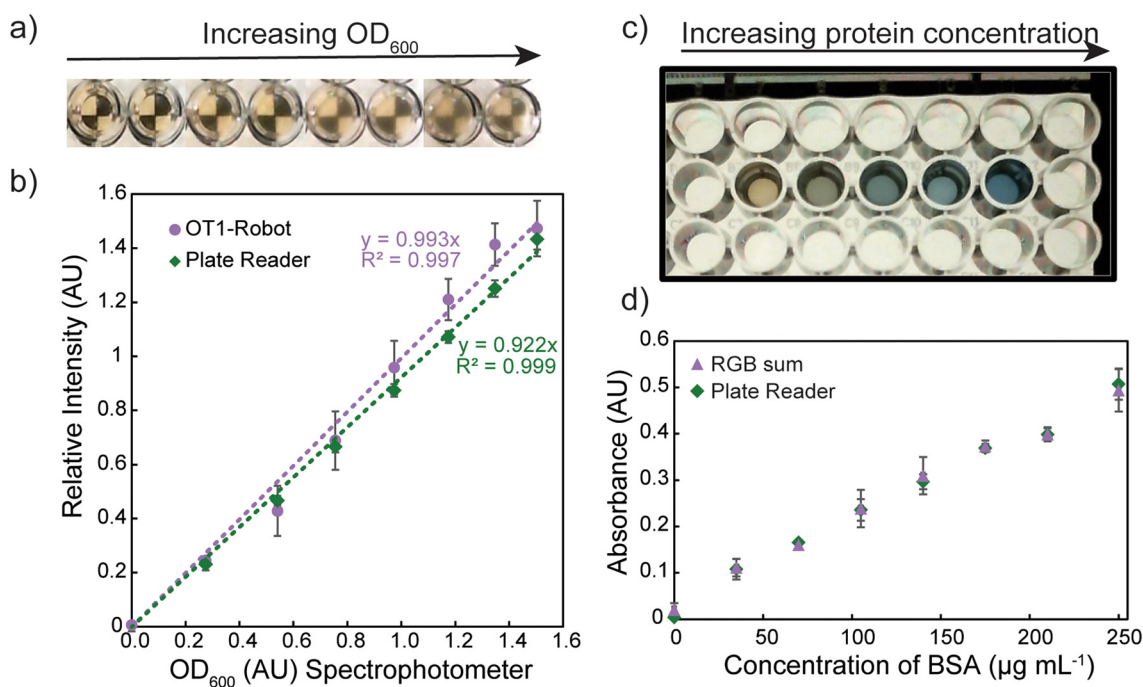 a)
Increasing OD600
b)
Relative Intensity (AU)
1.6
1.4
1.2
1
0.8
0.6
0.4
0.2
0
OT1-Robot
Plate Reader
y = 0.993x
R² = 0.997
y = 0.922x
R² = 0.999
0.0 0.2 0.4 0.6 0.8 1.0 1.2 1.4 1.6
OD600 (AU) Spectrophotometer
c)
Increasing protein concentration
d)
Absorbance (AU)
0.6
0.5
0.4
0.3
0.2
0.1
0
RGB sum
Plate Reader
0 50 100 150 200 250
Concentration of BSA (µg mL⁻¹)